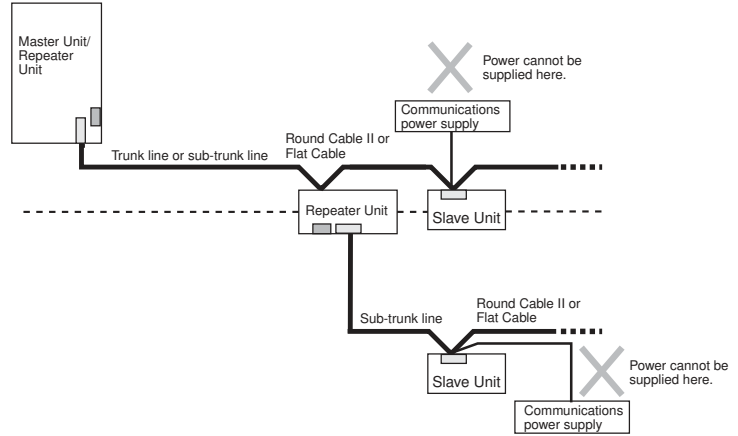 Master Unit/
Repeater
Unit
Power cannot be
supplied here.
Communications
power supply
Round Cable II or
Flat Cable
Trunk line or sub-trunk line
Repeater Unit
Slave Unit
Sub-trunk line
Round Cable II or
Flat Cable
Slave Unit
Power cannot be
supplied here.
Communications
power supply